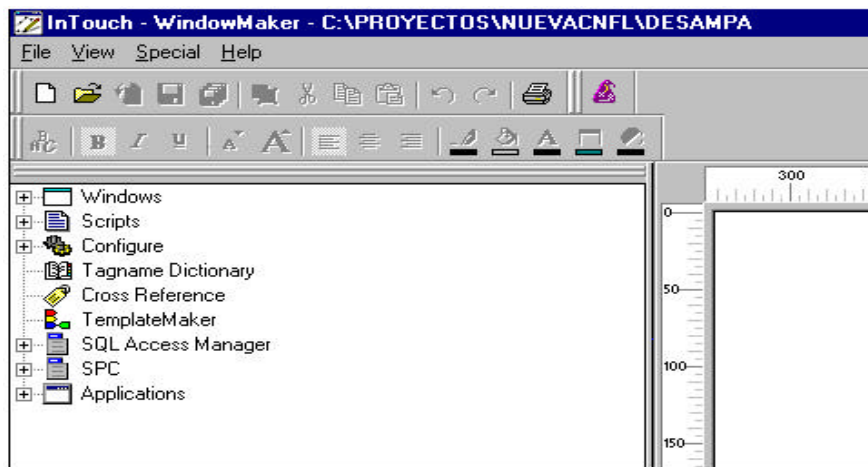 InTouch - WindowMaker - C:\PROYECTOS\NUEVACNFL\DESAMPA
File View Special Help
ABC B I U A A A
300
Windows
Scripts
Configure
Tagname Dictionary
Cross Reference
TemplateMaker
SQL Access Manager
SPC
Applications
0
50
100
150